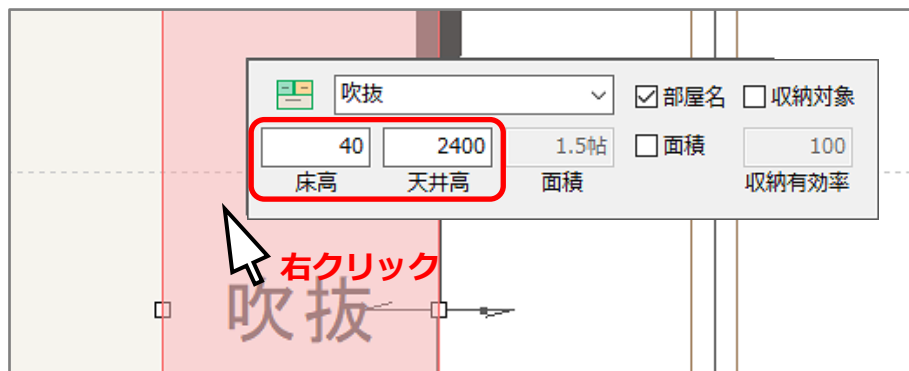 吹抜
部屋名
収納対象
40
2400
1.5帖
面積
100
床高
天井高
面積
収納有効率
右クリック
吹抜